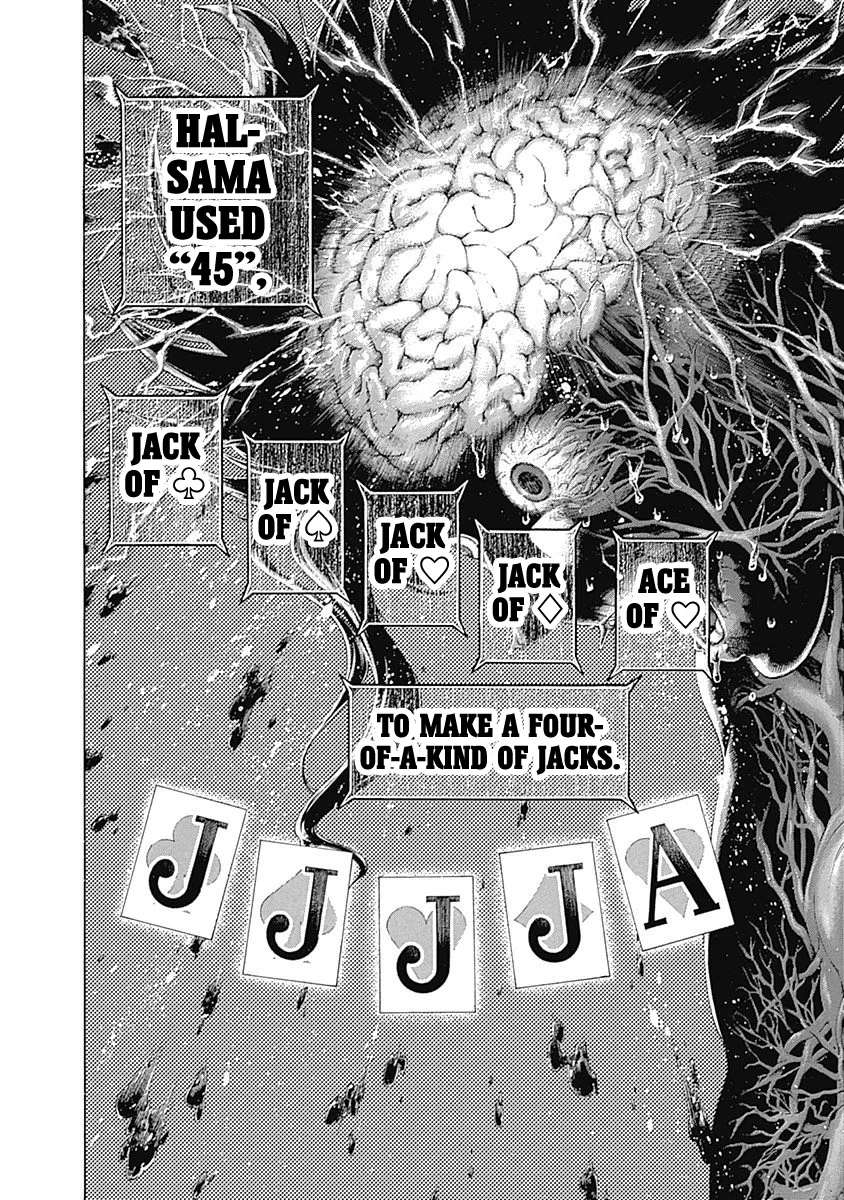 HAL-
SAMA
USED
“45”,
JACK
OF ♧
JACK
OF ♤
JACK
OF ♡
JACK
OF ♢
ACE
OF ♡
TO MAKE A FOUR-
OF-A-KIND OF JACKS.
J
J
J
J
A